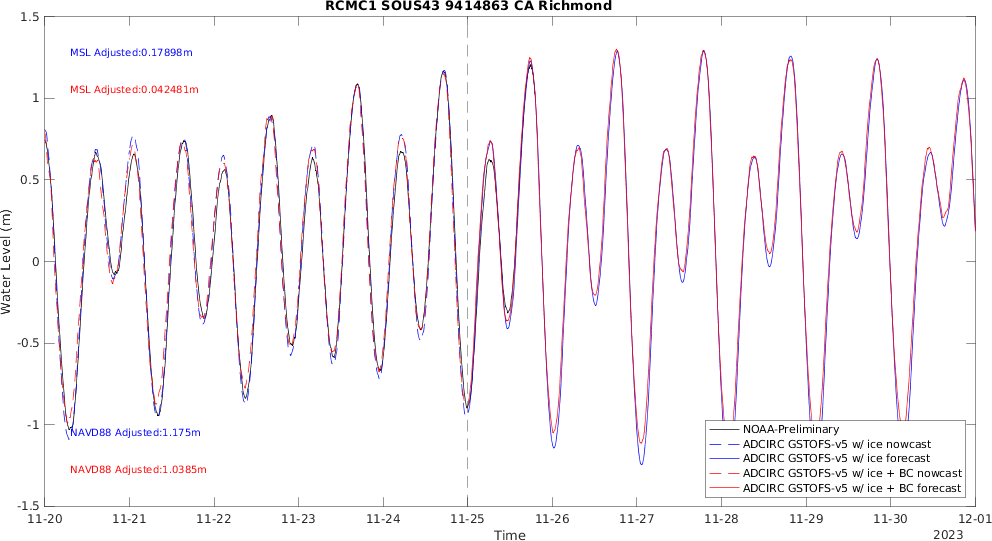 RCMC1 SOUS43 9414863 CA Richmond
1.5
MSL Adjusted:0.17898m
MSL Adjusted:0.042481m
1
0.5
Water Level (m)
0
-0.5
-1
NAVD88 Adjusted:1.175m
NAVD88 Adjusted:1.0385m
-1.5
NOAA-Preliminary
ADCIRC GSTOFS-v5 w/ ice nowcast
ADCIRC GSTOFS-v5 w/ ice forecast
ADCIRC GSTOFS-v5 w/ ice + BC nowcast
ADCIRC GSTOFS-v5 w/ ice + BC forecast
11-20 11-21 11-22 11-23 11-24 11-25 11-26 11-27 11-28 11-29 11-30 12-01
Time
2023